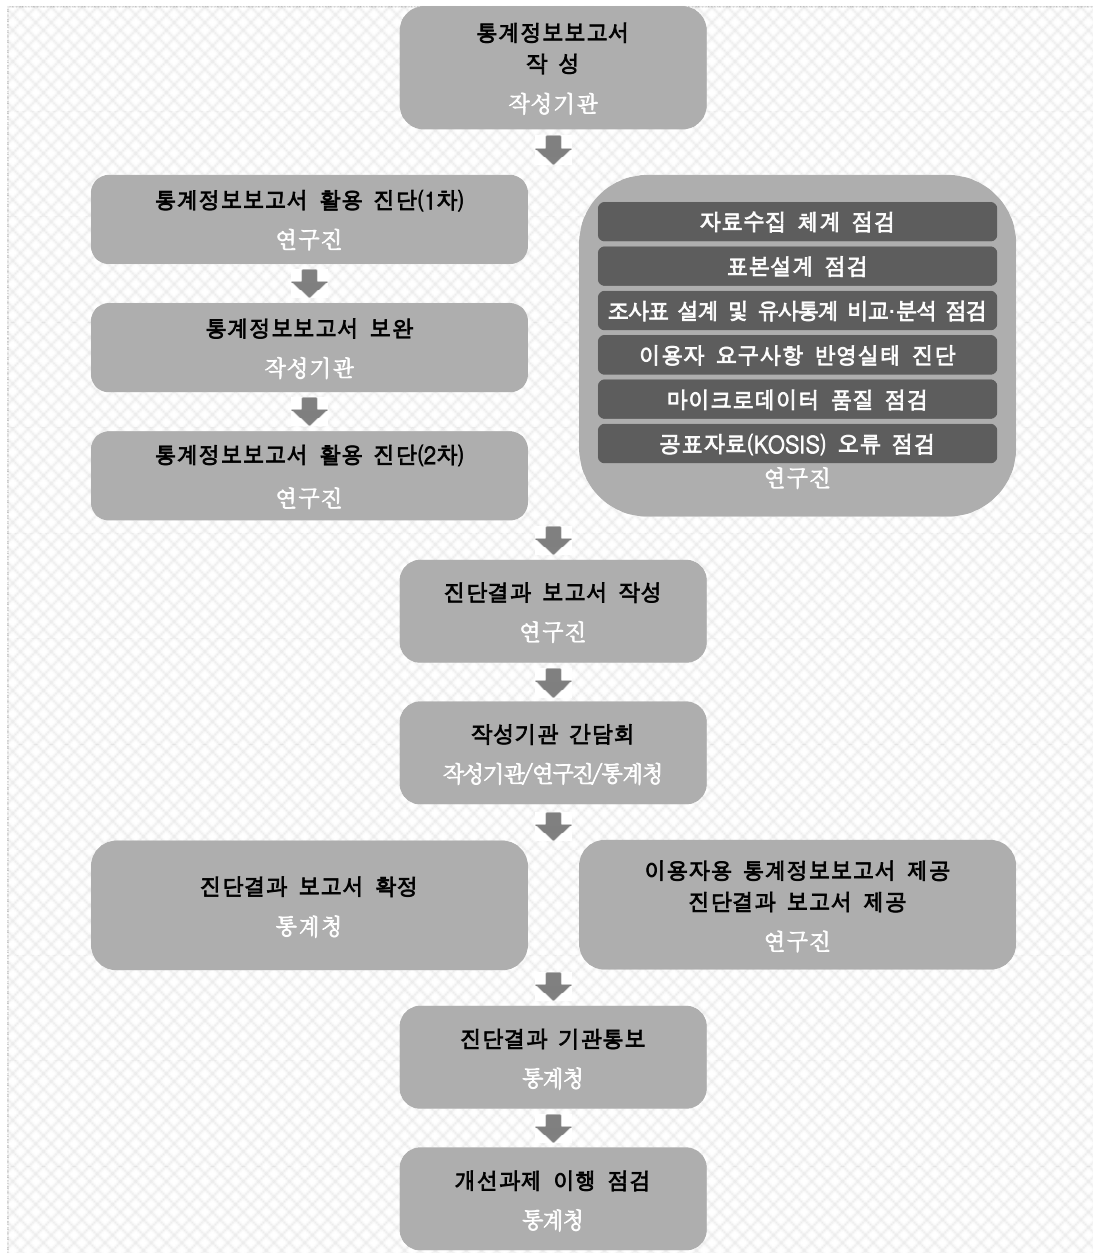 통계정보보고서
작 성
작성기관
통계정보보고서 활용 진단(1차)
연구진
통계정보보고서 보완
작성기관
통계정보보고서 활용 진단(2차)
연구진
자료수집 체계 점검
표본설계 점검
조사표 설계 및 유사통계 비교·분석 점검
이용자 요구사항 반영실태 진단
마이크로데이터 품질 점검
공표자료(KOSIS) 오류 점검
연구진
진단결과 보고서 작성
연구진
작성기관 간담회
작성기관/연구진/통계청
진단결과 보고서 확정
통계청
이용자용 통계정보보고서 제공
진단결과 보고서 제공
연구진
진단결과 기관통보
통계청
개선과제 이행 점검
통계청